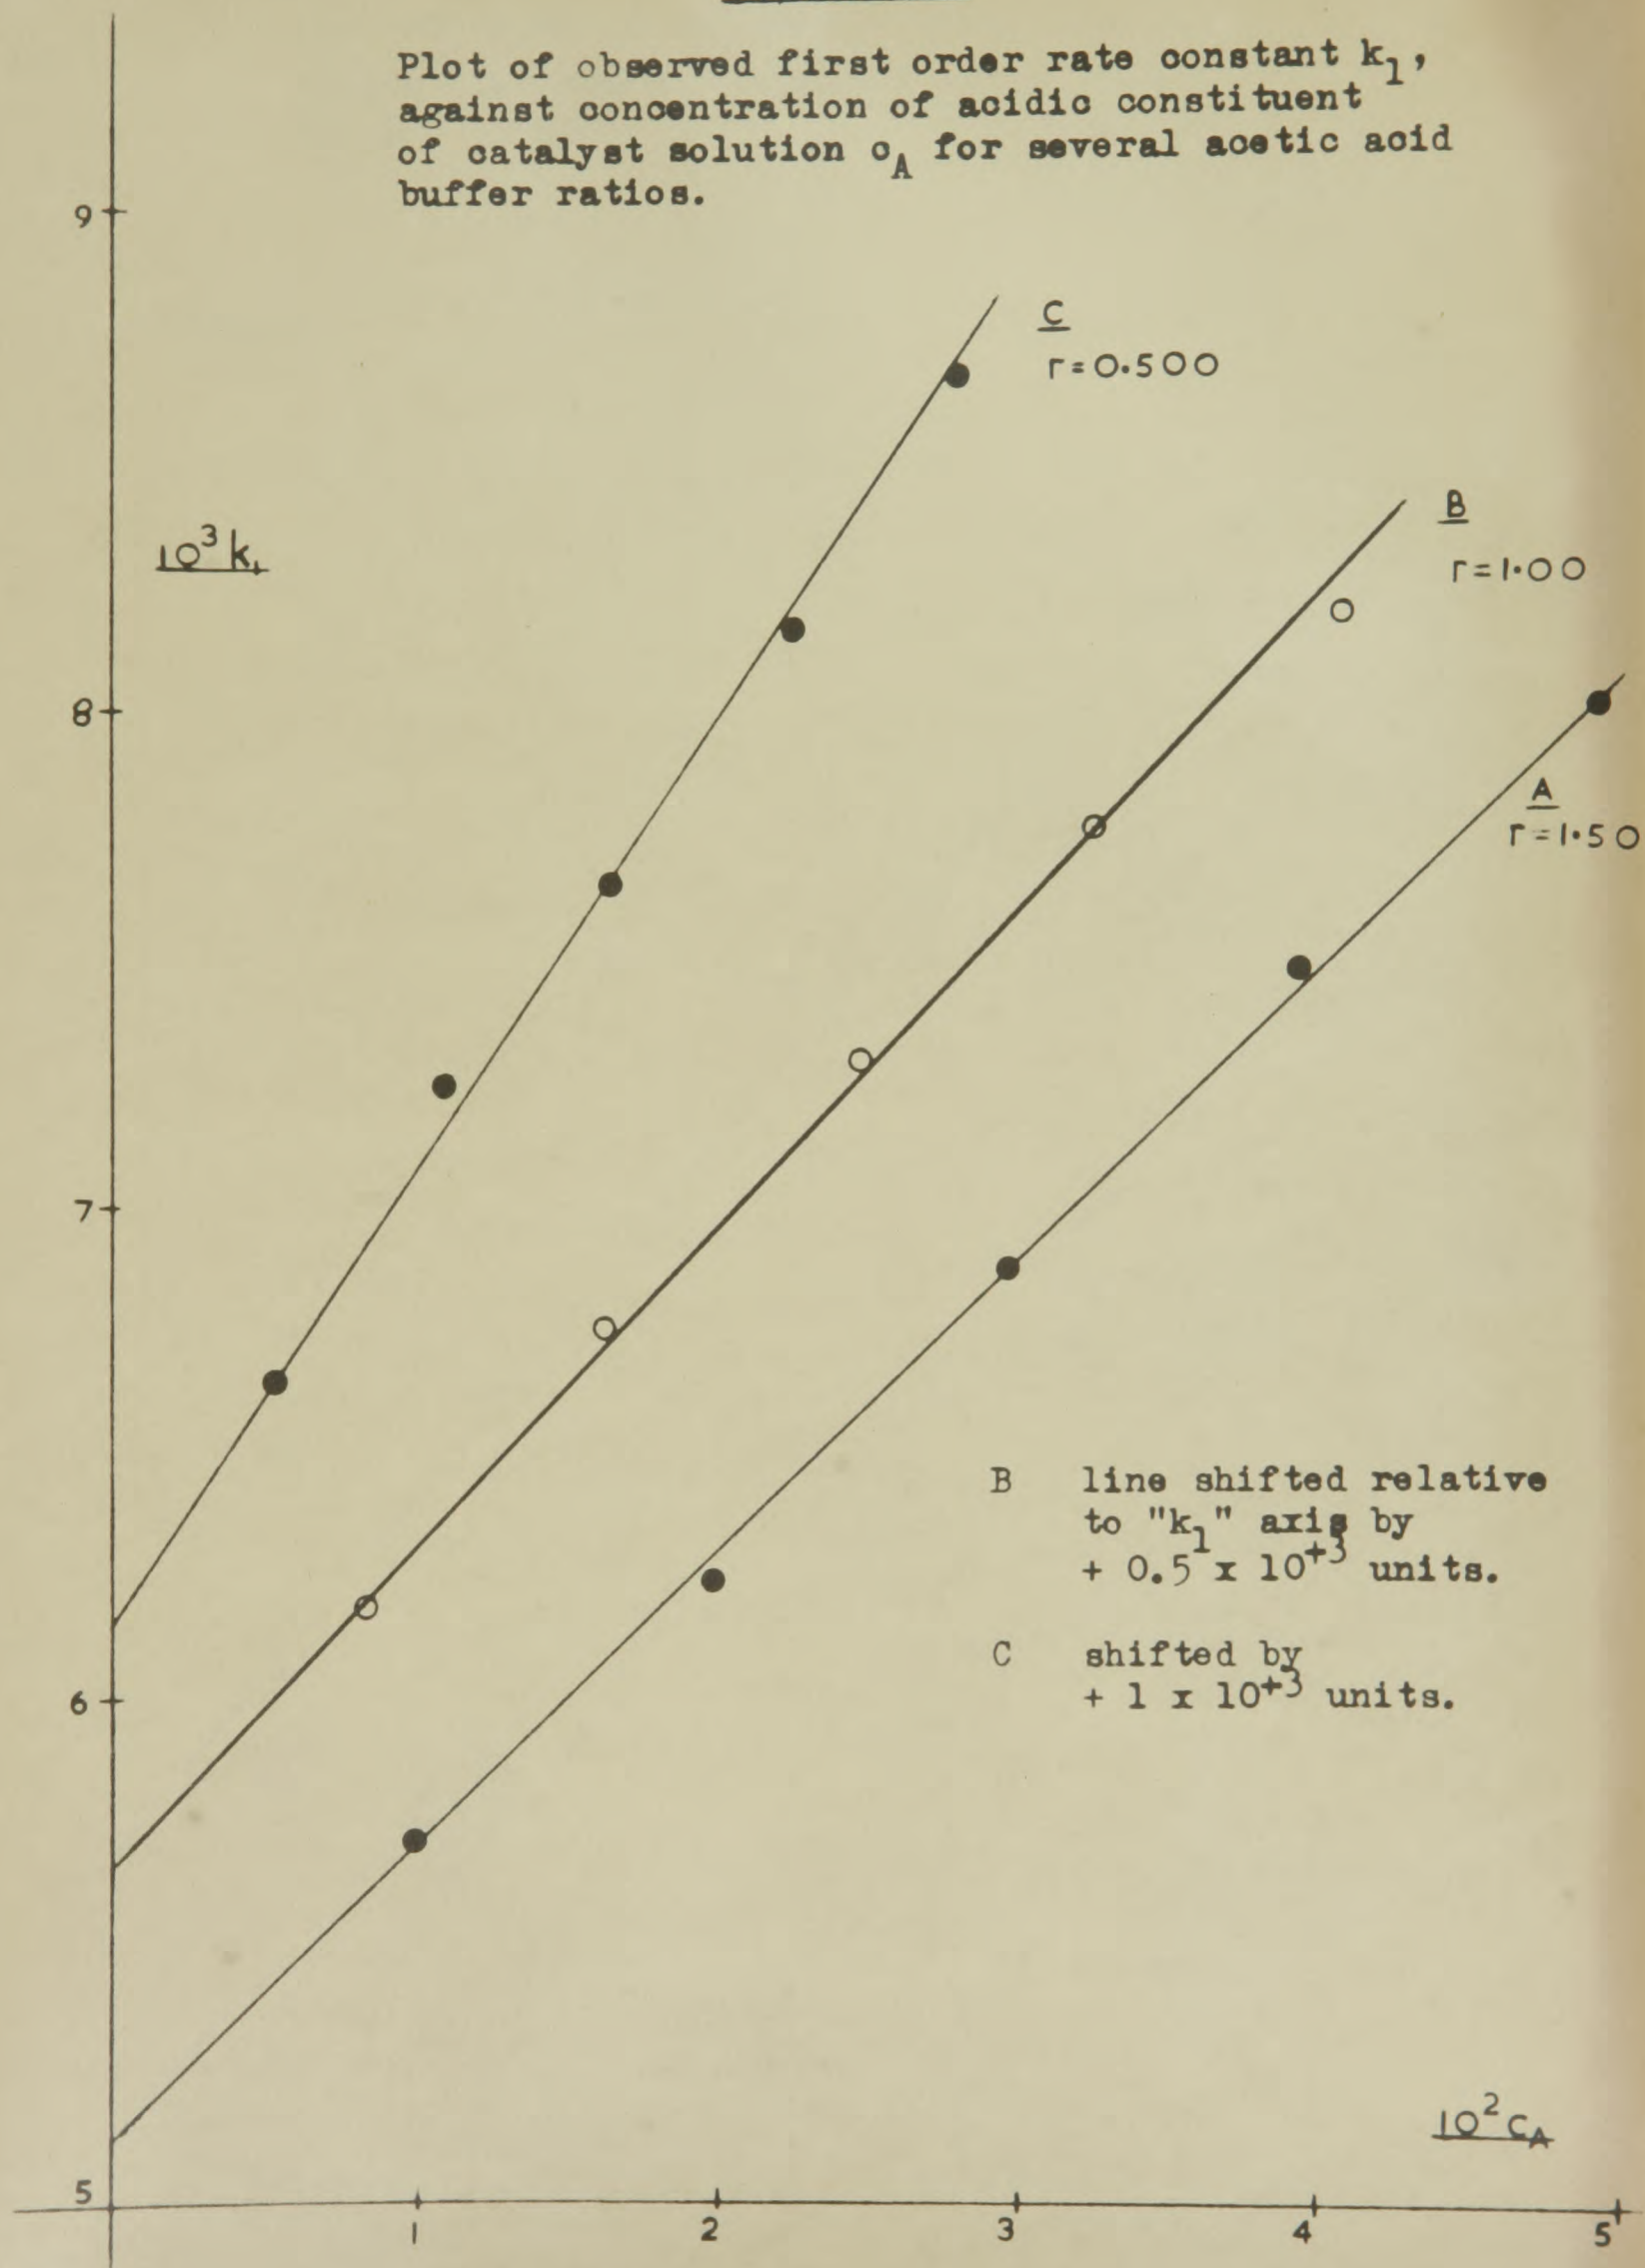 Plot of observed first order rate constant k₁,
against concentration of acidic constituent
of catalyst solution c_A for several acetic acid
buffer ratios.
9
C
r=0.500
B
10³k₁
r=1.00
8
A
r=1.50
7
B line shifted relative
to "k₁" axis by
+ 0.5 x 10⁺³ units.
C shifted by
+ 1 x 10⁺³ units.
6
10²c_A
5
1 2 3 4 5